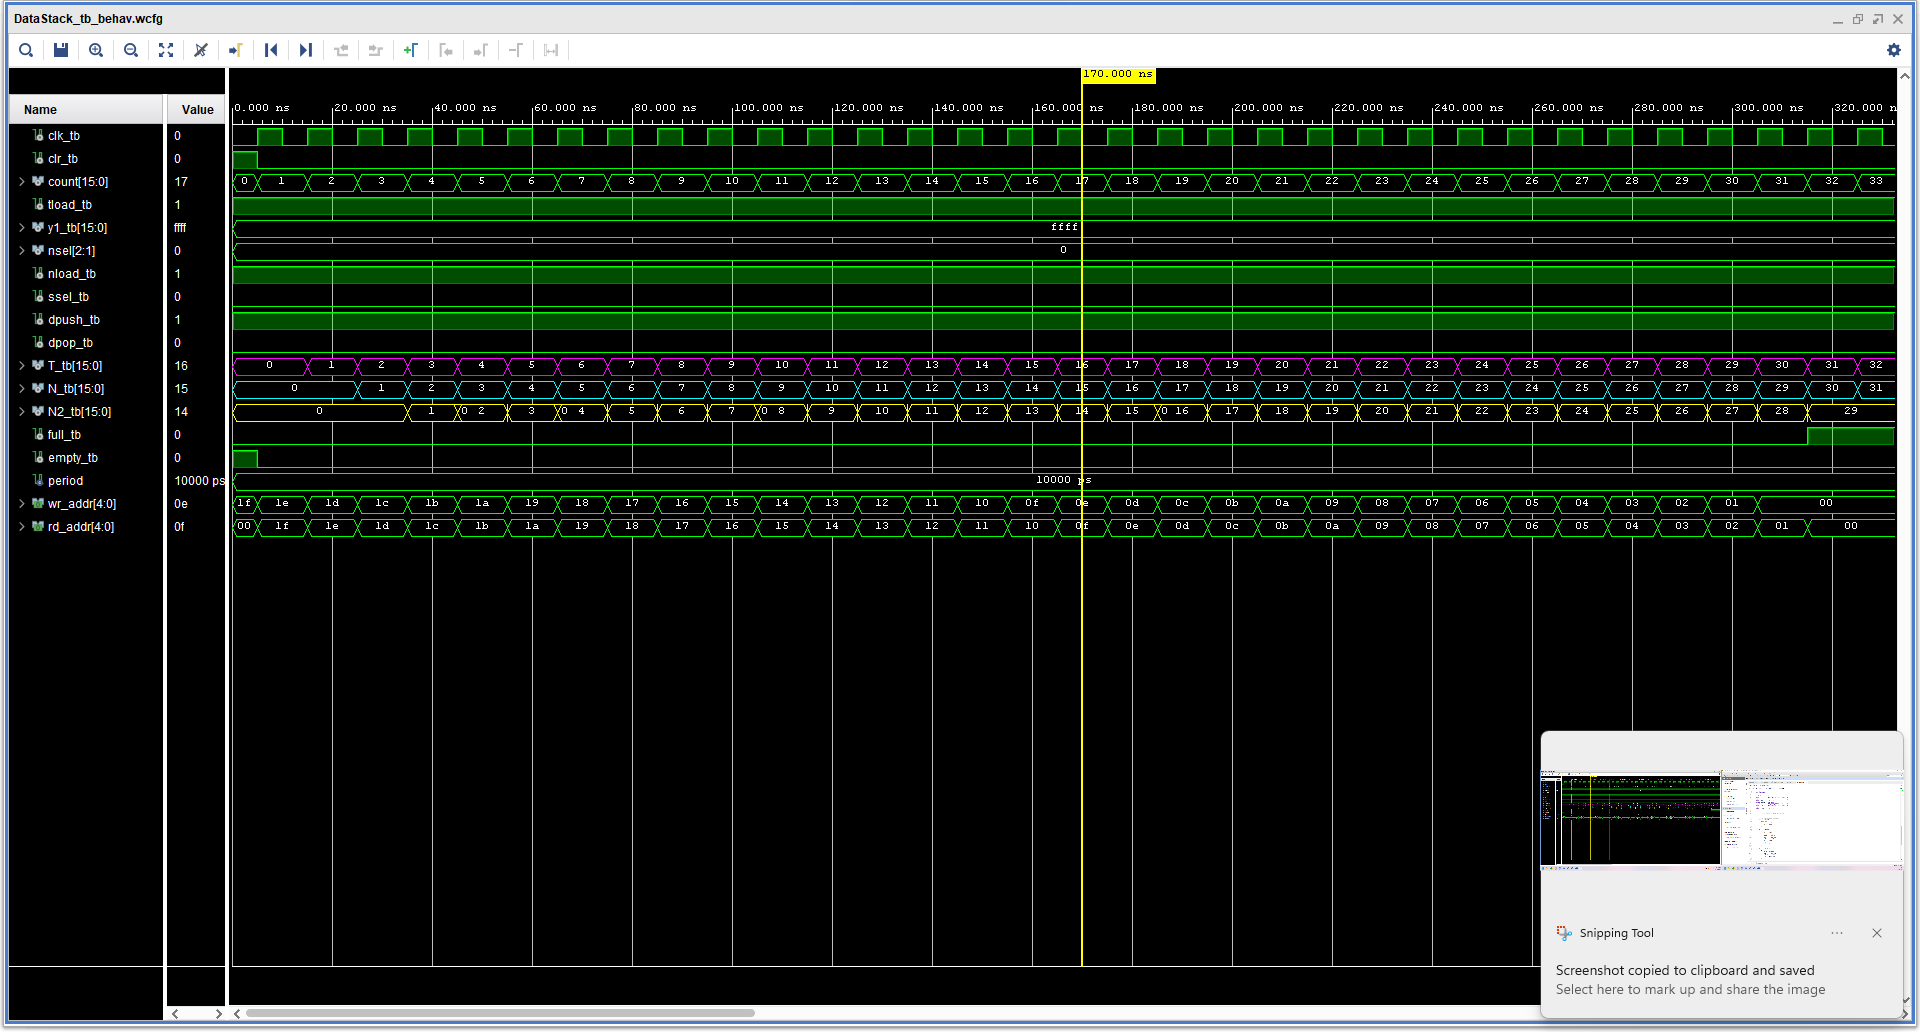 DataStack_tb_behav.wcfg
170.000 ns
Name Value
0.000 ns 20.000 ns 40.000 ns 60.000 ns 80.000 ns 100.000 ns 120.000 ns 140.000 ns 160.000 ns 180.000 ns 200.000 ns 220.000 ns 240.000 ns 260.000 ns 280.000 ns 300.000 ns 320.000 n
clk_tb 0
clr_tb 0
count[15:0] 17 0 1 2 3 4 5 6 7 8 9 10 11 12 13 14 15 16 17 18 19 20 21 22 23 24 25 26 27 28 29 30 31 32 33
tload_tb 1
y1_tb[15:0] ffff ffff
nsel[2:1] 0 0
nload_tb 1
ssel_tb 0
dpush_tb 1
dpop_tb 0
T_tb[15:0] 16 0 1 2 3 4 5 6 7 8 9 10 11 12 13 14 15 16 17 18 19 20 21 22 23 24 25 26 27 28 29 30 31 32
N_tb[15:0] 15 0 1 2 3 4 5 6 7 8 9 10 11 12 13 14 15 16 17 18 19 20 21 22 23 24 25 26 27 28 29 30 31
N2_tb[15:0] 14 0 1 0 2 3 0 4 5 6 7 0 8 9 10 11 12 13 14 15 0 16 17 18 19 20 21 22 23 24 25 26 27 28 29
full_tb 0
empty_tb 0
period 10000 ps 10000 ps
wr_addr[4:0] 0e 1f 1e 1d 1c 1b 1a 19 18 17 16 15 14 13 12 11 10 0f 0e 0d 0c 0b 0a 09 08 07 06 05 04 03 02 01 00
rd_addr[4:0] 0f 00 1f 1e 1d 1c 1b 1a 19 18 17 16 15 14 13 12 11 10 0f 0e 0d 0c 0b 0a 09 08 07 06 05 04 03 02 01 00
Snipping Tool
Screenshot copied to clipboard and saved
Select here to mark up and share the image